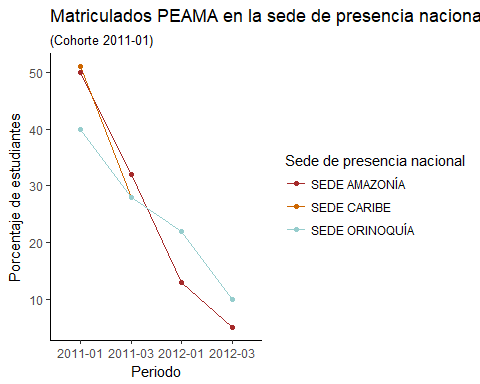 Matriculados PEAMA en la sede de presencia naciona
(Cohorte 2011-01)
Porcentaje de estudiantes
50
40
30
20
10
2011-01 2011-03 2012-01 2012-03
Periodo
Sede de presencia nacional
SEDE AMAZONÍA
SEDE CARIBE
SEDE ORINOQUÍA